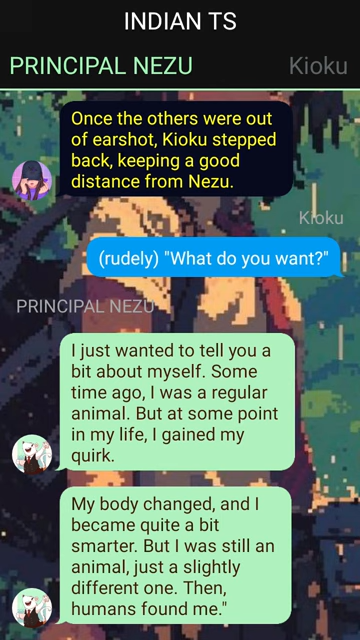 INDIAN TS
PRINCIPAL NEZU Kioku
Once the others were out
of earshot, Kioku stepped
back, keeping a good
distance from Nezu.
Kioku
(rudely) "What do you want?"
PRINCIPAL NEZU
I just wanted to tell you a
bit about myself. Some
time ago, I was a regular
animal. But at some point
in my life, I gained my
quirk.
My body changed, and I
became quite a bit
smarter. But I was still an
animal, just a slightly
different one. Then,
humans found me."